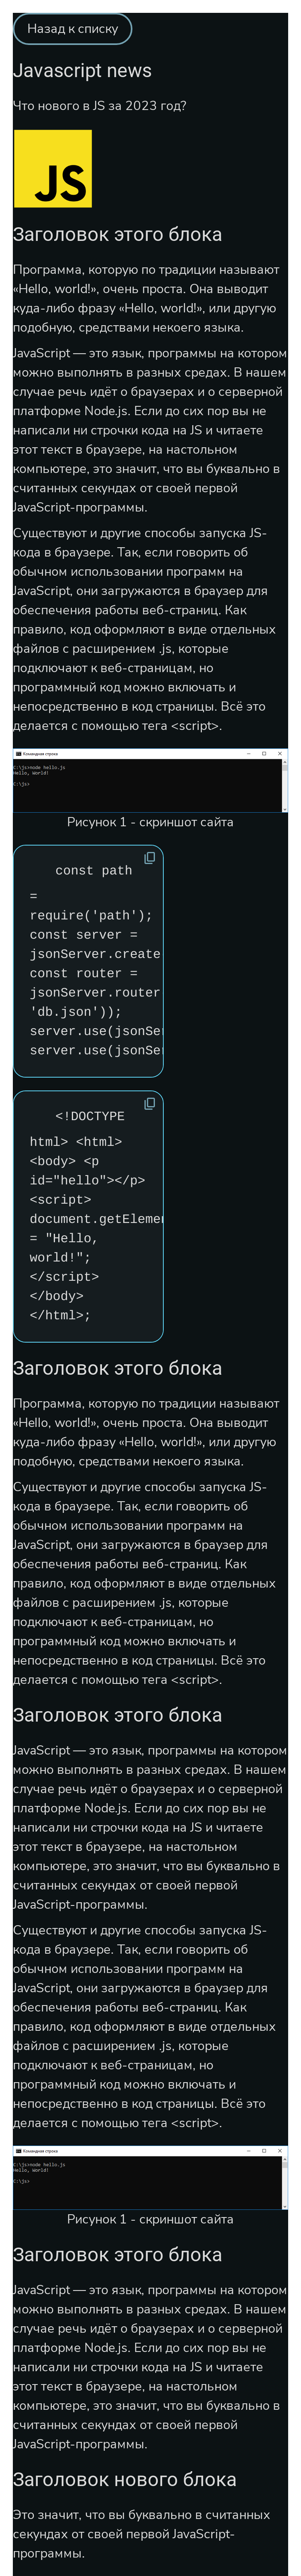 Назад к списку
Javascript news
Что нового в JS за 2023 год?
JS
Заголовок этого блока
Программа, которую по традиции называют
«Hello, world!», очень проста. Она выводит
куда-либо фразу «Hello, world!», или другую
подобную, средствами некоего языка.
JavaScript — это язык, программы на котором
можно выполнять в разных средах. В нашем
случае речь идёт о браузерах и о серверной
платформе Node.js. Если до сих пор вы не
написали ни строчки кода на JS и читаете
этот текст в браузере, на настольном
компьютере, это значит, что вы буквально в
считанных секундах от своей первой
JavaScript-программы.
Существуют и другие способы запуска JS-
кода в браузере. Так, если говорить об
обычном использовании программ на
JavaScript, они загружаются в браузер для
обеспечения работы веб-страниц. Как
правило, код оформляют в виде отдельных
файлов с расширением .js, которые
подключают к веб-страницам, но
программный код можно включать и
непосредственно в код страницы. Всё это
делается с помощью тега <script>.
Командная строка
C:\js>node hello.js
Hello, World!
C:\js>
Рисунок 1 - скриншот сайта
const path
=
require('path');
const server =
jsonServer.create
const router =
jsonServer.router
'db.json'));
server.use(jsonSer
server.use(jsonSer
<!DOCTYPE
html> <html>
<body> <p
id="hello"></p>
<script>
document.getElemen
= "Hello,
world!";
</script>
</body>
</html>;
Заголовок этого блока
Программа, которую по традиции называют
«Hello, world!», очень проста. Она выводит
куда-либо фразу «Hello, world!», или другую
подобную, средствами некоего языка.
Существуют и другие способы запуска JS-
кода в браузере. Так, если говорить об
обычном использовании программ на
JavaScript, они загружаются в браузер для
обеспечения работы веб-страниц. Как
правило, код оформляют в виде отдельных
файлов с расширением .js, которые
подключают к веб-страницам, но
программный код можно включать и
непосредственно в код страницы. Всё это
делается с помощью тега <script>.
Заголовок этого блока
JavaScript — это язык, программы на котором
можно выполнять в разных средах. В нашем
случае речь идёт о браузерах и о серверной
платформе Node.js. Если до сих пор вы не
написали ни строчки кода на JS и читаете
этот текст в браузере, на настольном
компьютере, это значит, что вы буквально в
считанных секундах от своей первой
JavaScript-программы.
Существуют и другие способы запуска JS-
кода в браузере. Так, если говорить об
обычном использовании программ на
JavaScript, они загружаются в браузер для
обеспечения работы веб-страниц. Как
правило, код оформляют в виде отдельных
файлов с расширением .js, которые
подключают к веб-страницам, но
программный код можно включать и
непосредственно в код страницы. Всё это
делается с помощью тега <script>.
Командная строка
C:\js>node hello.js
Hello, World!
C:\js>
Рисунок 1 - скриншот сайта
Заголовок этого блока
JavaScript — это язык, программы на котором
можно выполнять в разных средах. В нашем
случае речь идёт о браузерах и о серверной
платформе Node.js. Если до сих пор вы не
написали ни строчки кода на JS и читаете
этот текст в браузере, на настольном
компьютере, это значит, что вы буквально в
считанных секундах от своей первой
JavaScript-программы.
Заголовок нового блока
Это значит, что вы буквально в считанных
секундах от своей первой JavaScript-
программы.